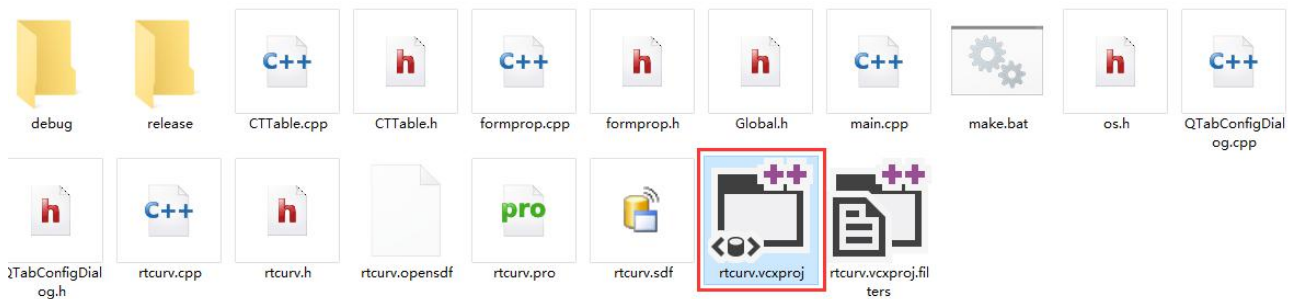 C++
h
C++
h
h
C++
h
C++
debug
release
CTTable.cpp
CTTable.h
formprop.cpp
formprop.h
Global.h
main.cpp
make.bat
os.h
QTabConfigDial
og.cpp
h
C++
h
pro
QTabConfigDial
og.h
rtcurv.cpp
rtcurv.h
rtcurv.opensdf
rtcurv.pro
rtcurv.sdf
rtcurv.vcxproj
rtcurv.vcxproj.fil
ters